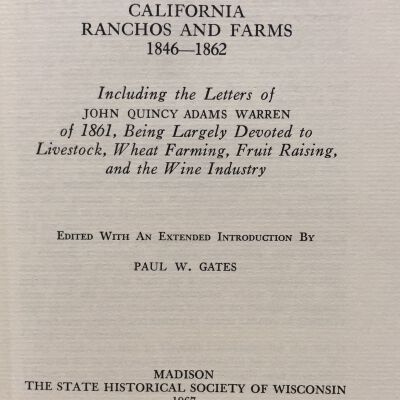 CALIFORNIA
RANCHOS AND FARMS
1846—1862
Including the Letters of
JOHN QUINCY ADAMS WARREN
of 1861, Being Largely Devoted to
Livestock, Wheat Farming, Fruit Raising,
and the Wine Industry
EDITED WITH AN EXTENDED INTRODUCTION BY
PAUL W. GATES
MADISON
THE STATE HISTORICAL SOCIETY OF WISCONSIN
1967